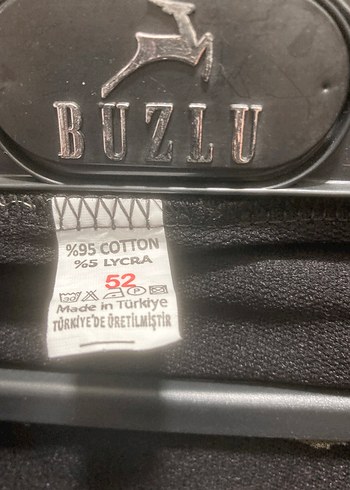 BUZLU
%95 COTTON
%5 LYCRA
52
Made in Türkiye
TÜRKİYE'DE ÜRETİLMİŞTİR